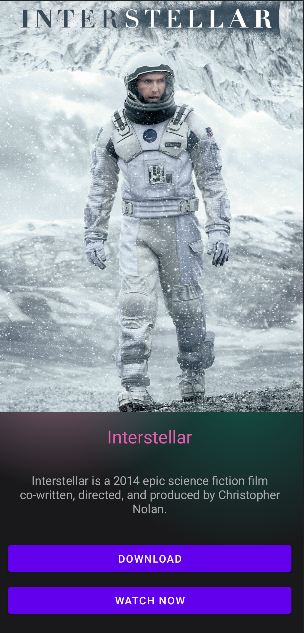 INTERSTELLAR
Interstellar
Interstellar is a 2014 epic science fiction film
co-written, directed, and produced by Christopher
Nolan.
DOWNLOAD
WATCH NOW